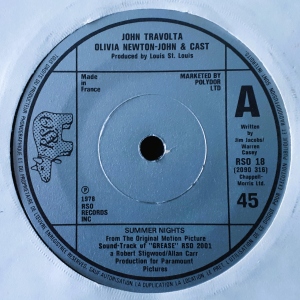 JOHN TRAVOLTA
OLIVIA NEWTON-JOHN & CAST
Produced by Louis St. Louis
Made in
France
MARKETED BY
POLYDOR
LTD
A
RSO
Written
by
Jim Jacobs/
Warren
Casey
RSO 18
(2090 316)
Chappell-
Morris Ltd.
45
℗ 1978
RSO
RECORDS
INC
SUMMER NIGHTS
From The Original Motion Picture
Sound-Track of "GREASE" RSO 2001
a Robert Stigwood/Allan Carr
Production for Paramount
Pictures